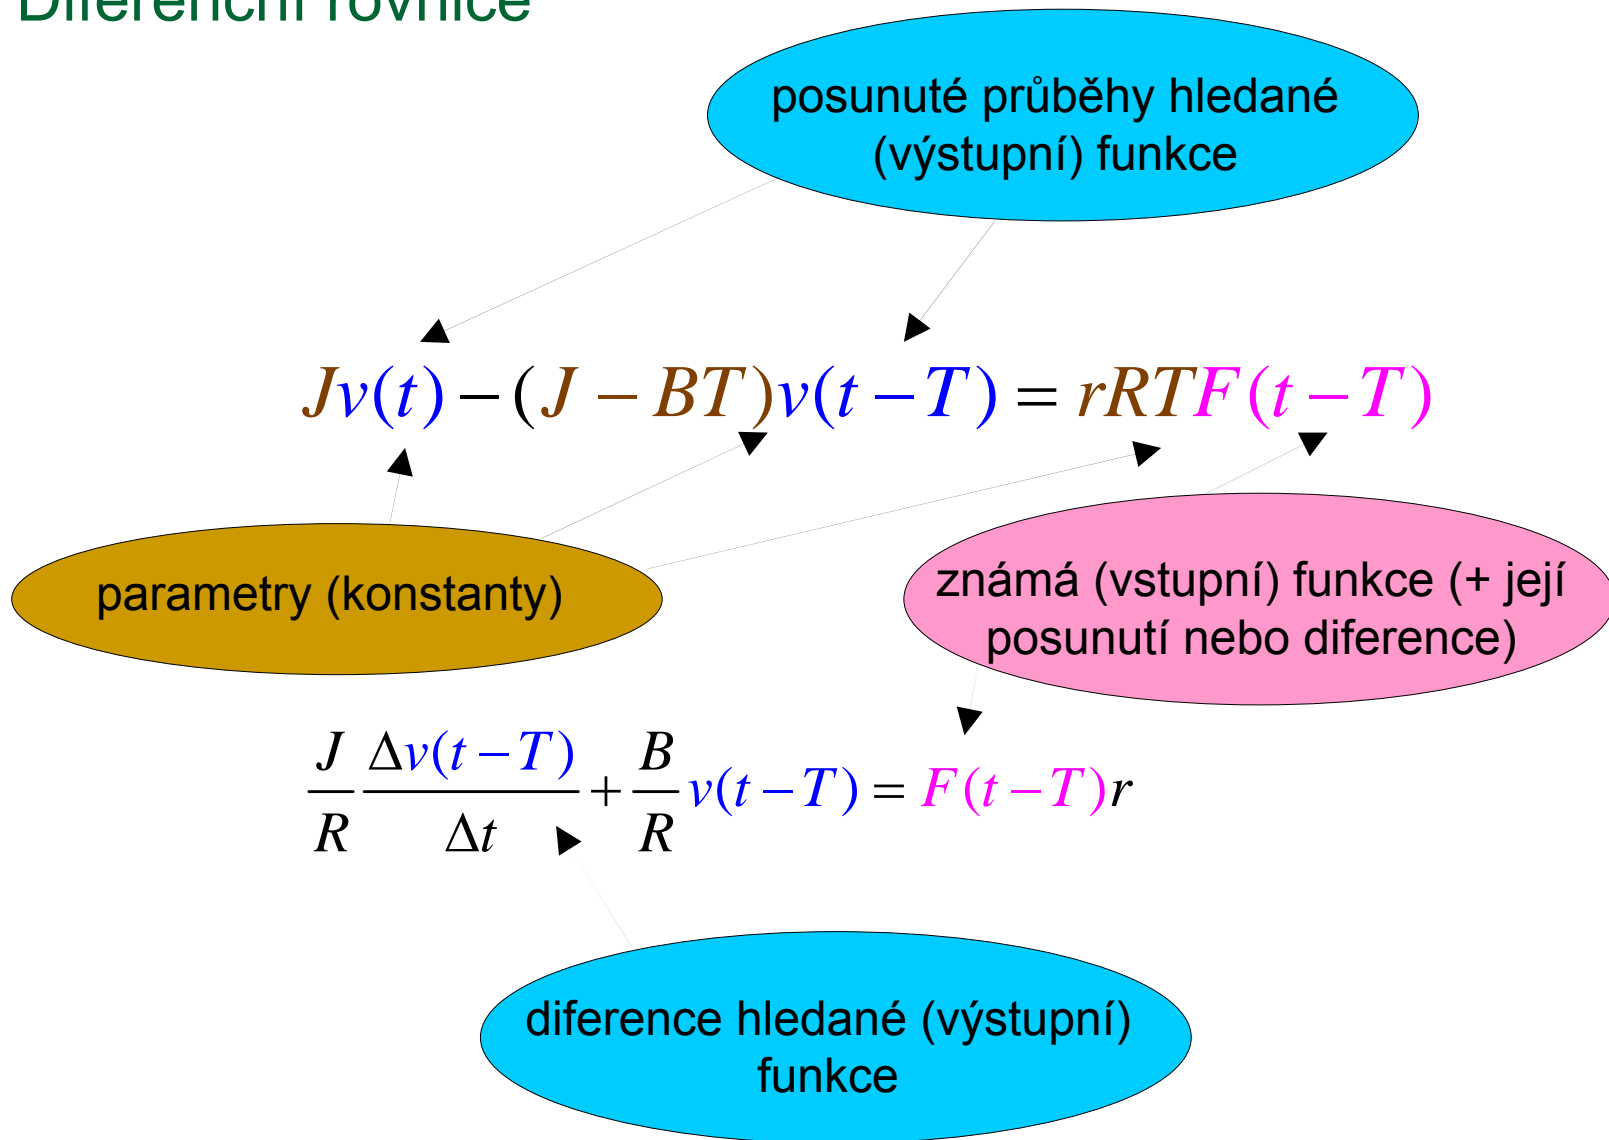 Diferenční rovnice
posunuté průběhy hledané
(výstupní) funkce
Jv(t) − (J − BT)v(t − T) = rRTF(t − T)
parametry (konstanty)
známá (vstupní) funkce (+ její
posunutí nebo diference)
J/R Δv(t − T)/Δt + B/R v(t − T) = F(t − T)r
diference hledané (výstupní)
funkce